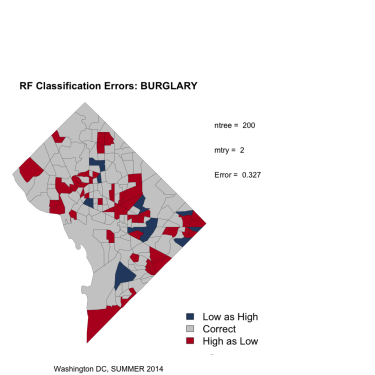 RF Classification Errors: BURGLARY
ntree = 200
mtry = 2
Error = 0.327
Low as High
Correct
High as Low
Washington DC, SUMMER 2014